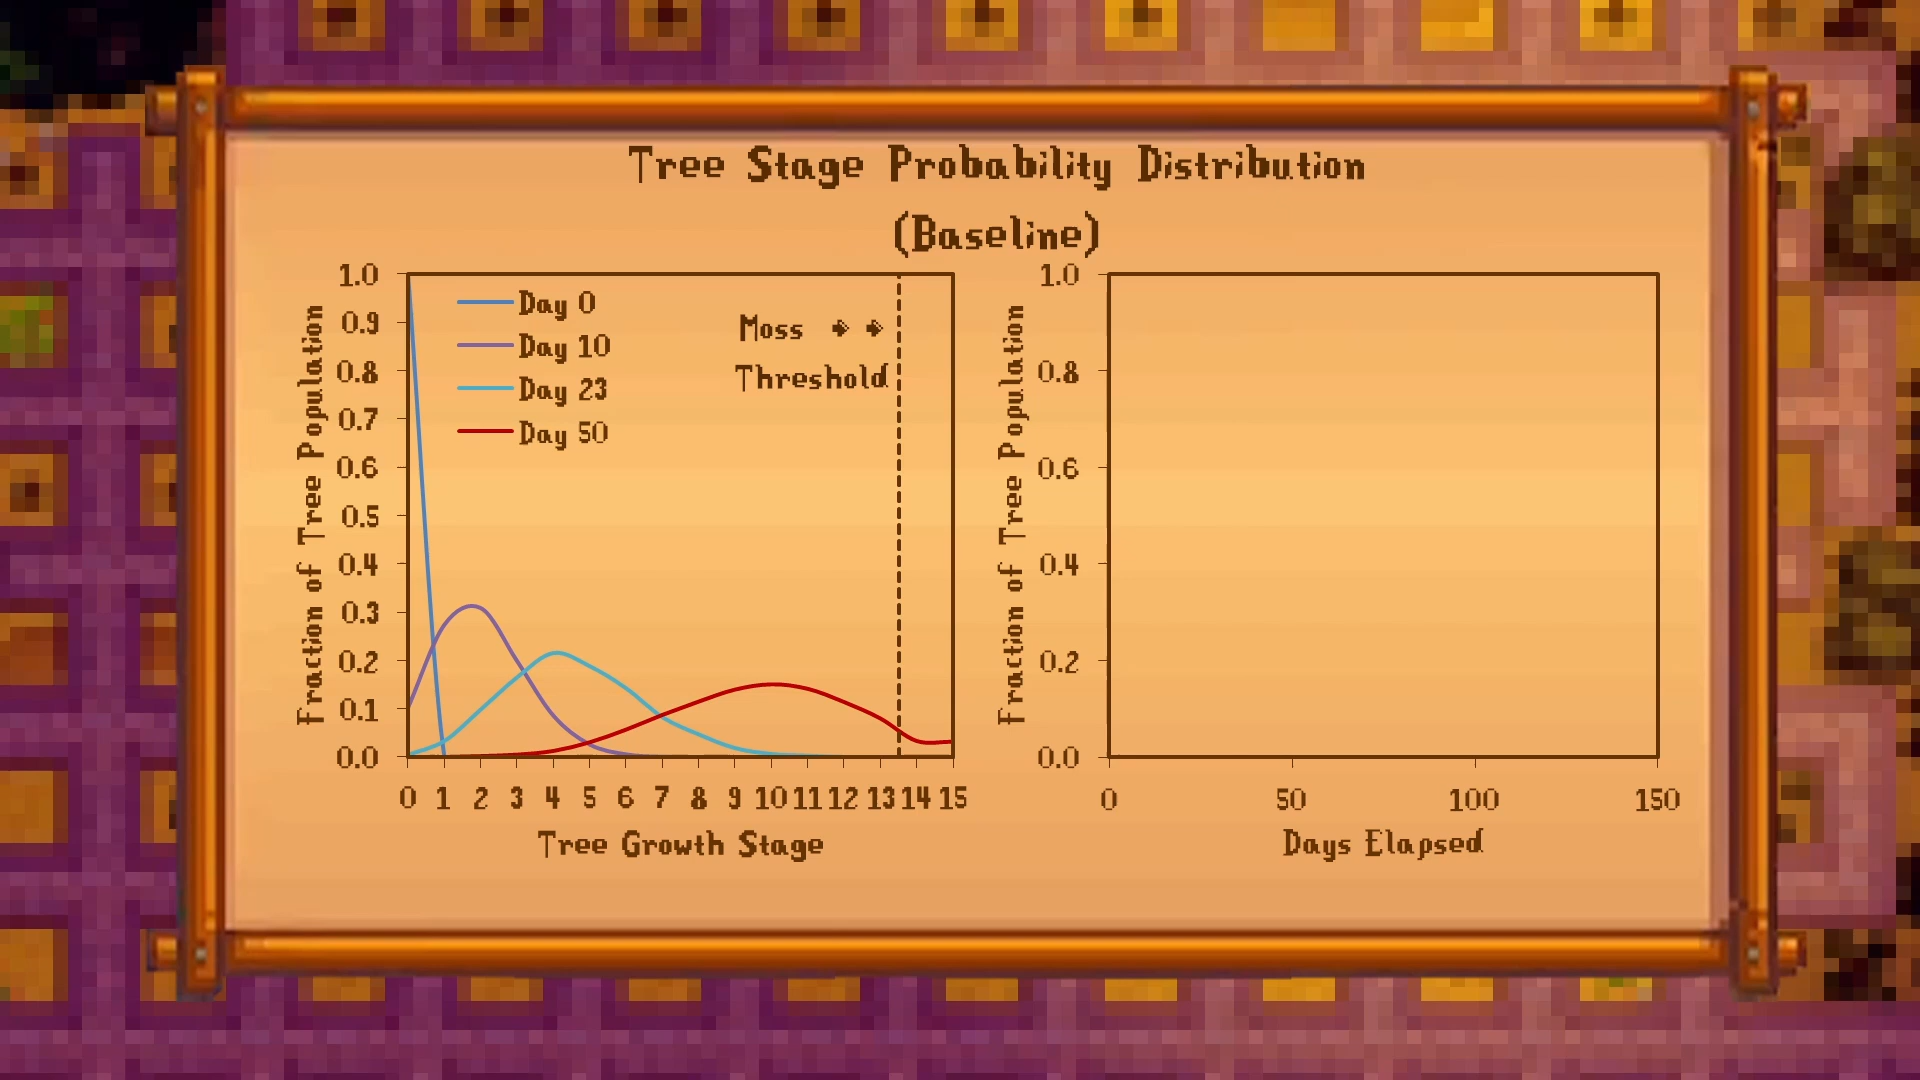 Tree Stage Probability Distribution
(Baseline)
Fraction of Tree Population
1.0
0.9
0.8
0.7
0.6
0.5
0.4
0.3
0.2
0.1
0.0
Day 0
Day 10
Day 23
Day 50
Moss
Threshold
0 1 2 3 4 5 6 7 8 9 10 11 12 13 14 15
Tree Growth Stage
Fraction of Tree Population
1.0
0.8
0.6
0.4
0.2
0.0
0 50 100 150
Days Elapsed